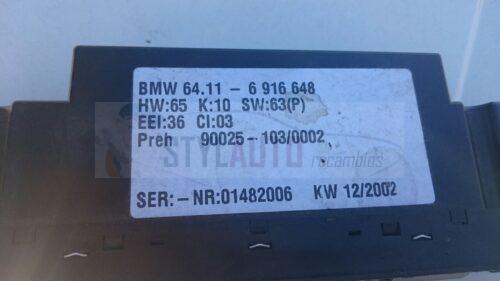 BMW 64.11 - 6 916 648
HW:65 K:10 SW:63(P)
EEI:36 CI:03
Preh 90025-103/0002
STYLAUTO
recambios
SER:-NR:01482006 KW 12/2002